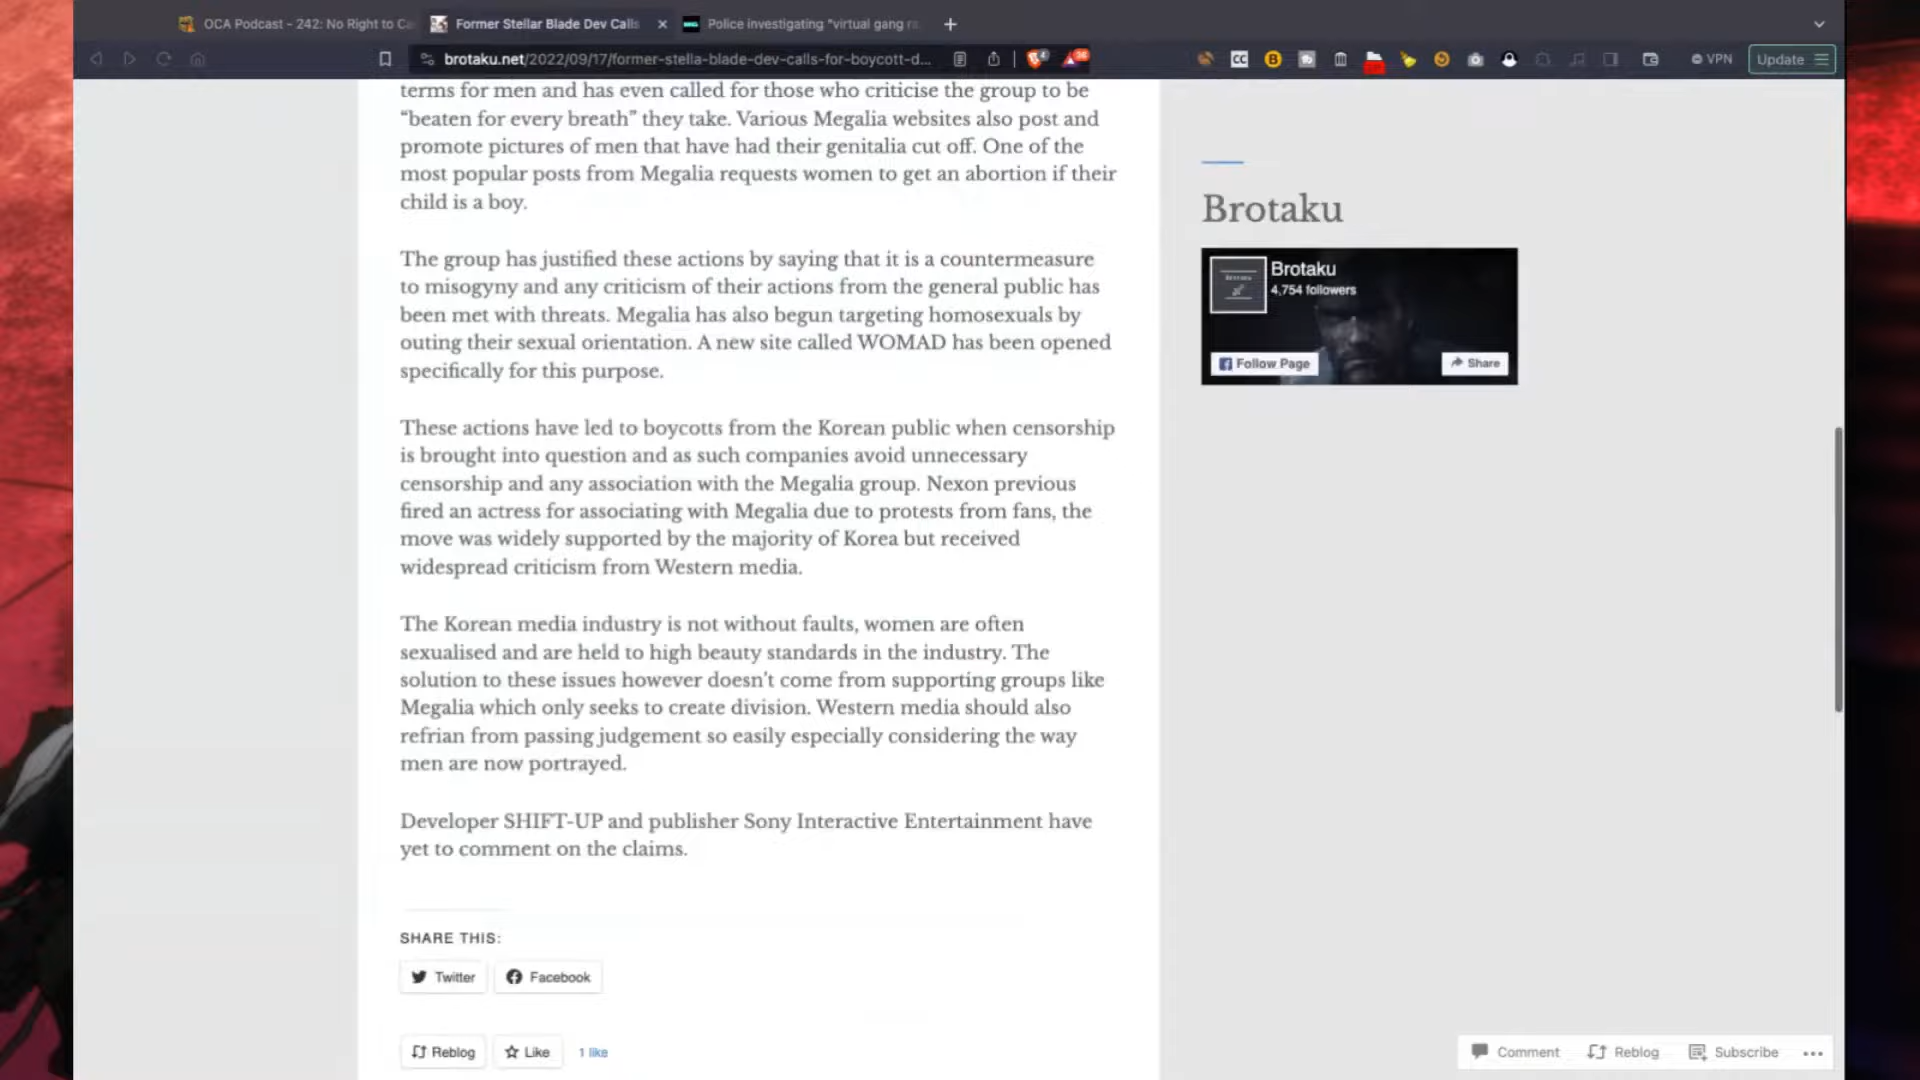 OCA Podcast - 242: No Right to Ca
Former Stellar Blade Dev Calls
Police investigating "virtual gang ra
brotaku.net/2022/09/17/former-stella-blade-dev-calls-for-boycott-d...
VPN
Update
terms for men and has even called for those who criticise the group to be
“beaten for every breath” they take. Various Megalia websites also post and
promote pictures of men that have had their genitalia cut off. One of the
most popular posts from Megalia requests women to get an abortion if their
child is a boy.
The group has justified these actions by saying that it is a countermeasure
to misogyny and any criticism of their actions from the general public has
been met with threats. Megalia has also begun targeting homosexuals by
outing their sexual orientation. A new site called WOMAD has been opened
specifically for this purpose.
These actions have led to boycotts from the Korean public when censorship
is brought into question and as such companies avoid unnecessary
censorship and any association with the Megalia group. Nexon previous
fired an actress for associating with Megalia due to protests from fans, the
move was widely supported by the majority of Korea but received
widespread criticism from Western media.
The Korean media industry is not without faults, women are often
sexualised and are held to high beauty standards in the industry. The
solution to these issues however doesn't come from supporting groups like
Megalia which only seeks to create division. Western media should also
refrian from passing judgement so easily especially considering the way
men are now portrayed.
Developer SHIFT-UP and publisher Sony Interactive Entertainment have
yet to comment on the claims.
SHARE THIS:
Twitter
Facebook
Reblog
Like
1 like
Brotaku
Brotaku
4,754 followers
Follow Page
Share
Comment
Reblog
Subscribe